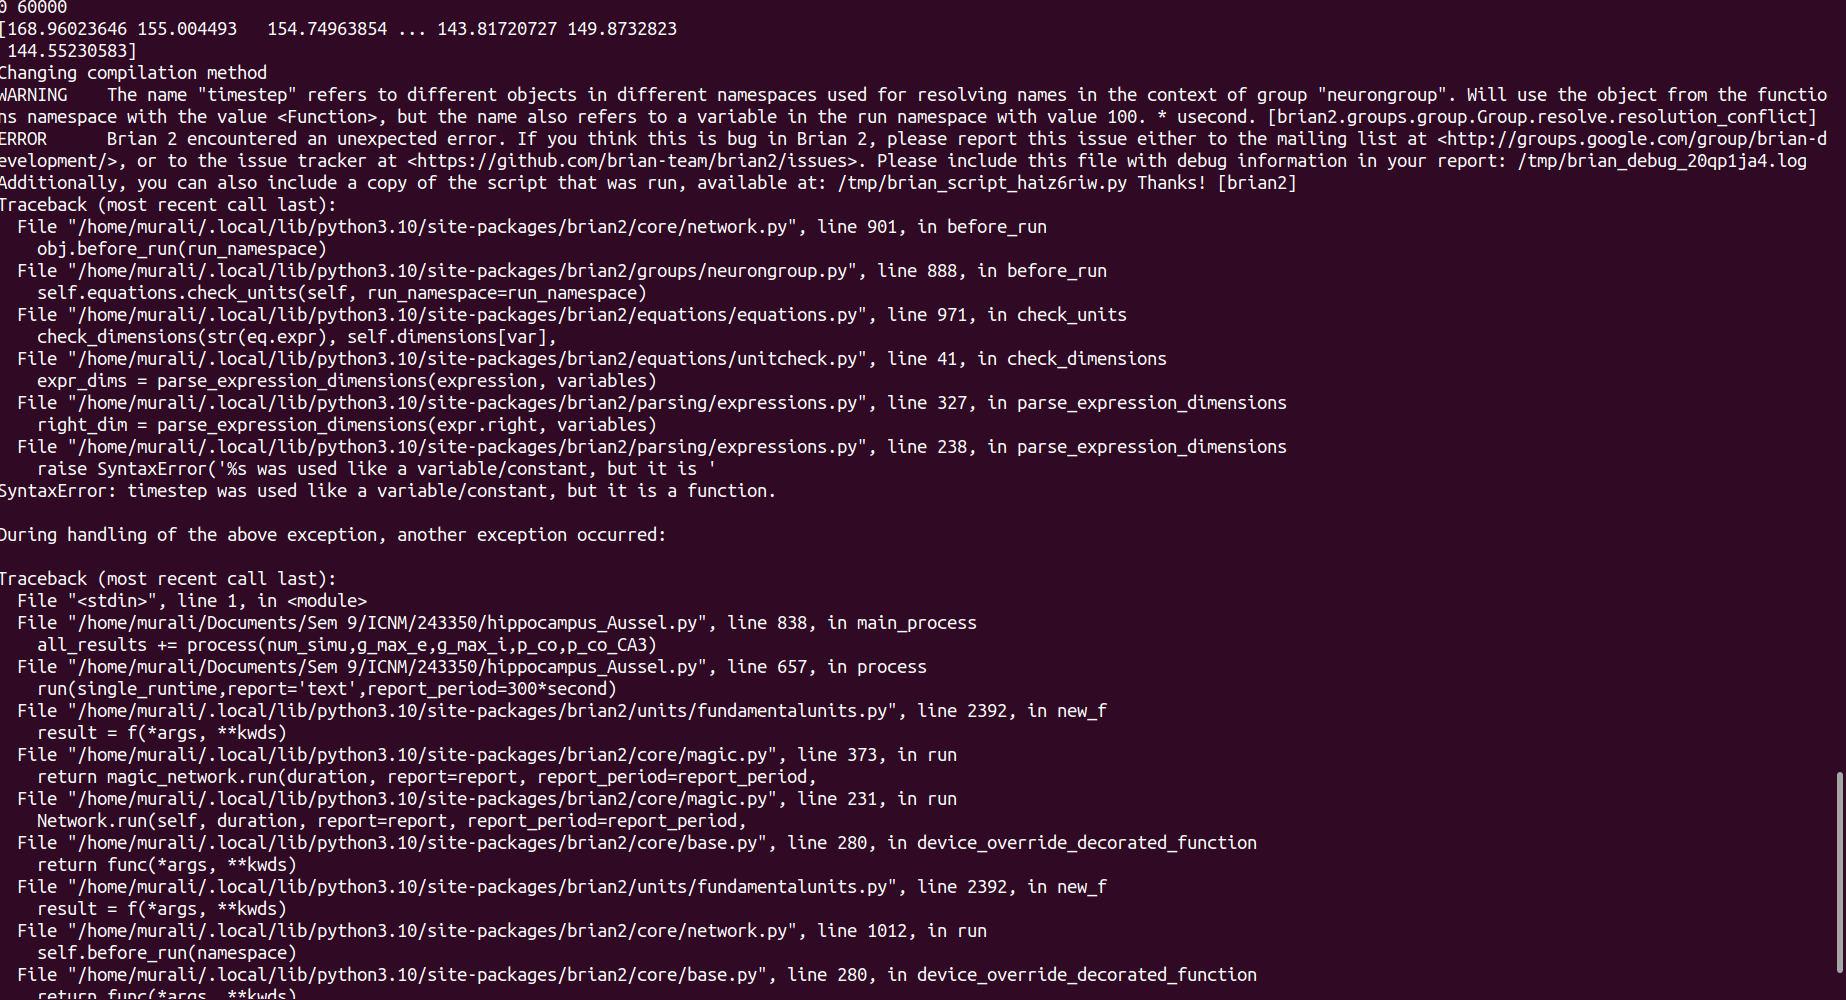 0 60000
[168.96023646 155.004493   154.74963854 ... 143.81720727 149.8732823
 144.55230583]
Changing compilation method
WARNING    The name "timestep" refers to different objects in different namespaces used for resolving names in the context of group "neurongroup". Will use the object from the functio
ns namespace with the value <Function>, but the name also refers to a variable in the run namespace with value 100. * usecond. [brian2.groups.group.Group.resolve.resolution_conflict]
ERROR      Brian 2 encountered an unexpected error. If you think this is bug in Brian 2, please report this issue either to the mailing list at <http://groups.google.com/group/brian-d
evelopment/>, or to the issue tracker at <https://github.com/brian-team/brian2/issues>. Please include this file with debug information in your report: /tmp/brian_debug_20qp1ja4.log
Additionally, you can also include a copy of the script that was run, available at: /tmp/brian_script_haiz6riw.py Thanks! [brian2]
Traceback (most recent call last):
  File "/home/murali/.local/lib/python3.10/site-packages/brian2/core/network.py", line 901, in before_run
    obj.before_run(run_namespace)
  File "/home/murali/.local/lib/python3.10/site-packages/brian2/groups/neurongroup.py", line 888, in before_run
    self.equations.check_units(self, run_namespace=run_namespace)
  File "/home/murali/.local/lib/python3.10/site-packages/brian2/equations/equations.py", line 971, in check_units
    check_dimensions(str(eq.expr), self.dimensions[var],
  File "/home/murali/.local/lib/python3.10/site-packages/brian2/equations/unitcheck.py", line 41, in check_dimensions
    expr_dims = parse_expression_dimensions(expression, variables)
  File "/home/murali/.local/lib/python3.10/site-packages/brian2/parsing/expressions.py", line 327, in parse_expression_dimensions
    right_dim = parse_expression_dimensions(expr.right, variables)
  File "/home/murali/.local/lib/python3.10/site-packages/brian2/parsing/expressions.py", line 238, in parse_expression_dimensions
    raise SyntaxError('%s was used like a variable/constant, but it is '
SyntaxError: timestep was used like a variable/constant, but it is a function.

During handling of the above exception, another exception occurred:

Traceback (most recent call last):
  File "<stdin>", line 1, in <module>
  File "/home/murali/Documents/Sem 9/ICNM/243350/hippocampus_Aussel.py", line 838, in main_process
    all_results += process(num_simu,g_max_e,g_max_i,p_co,p_co_CA3)
  File "/home/murali/Documents/Sem 9/ICNM/243350/hippocampus_Aussel.py", line 657, in process
    run(single_runtime,report='text',report_period=300*second)
  File "/home/murali/.local/lib/python3.10/site-packages/brian2/units/fundamentalunits.py", line 2392, in new_f
    result = f(*args, **kwds)
  File "/home/murali/.local/lib/python3.10/site-packages/brian2/core/magic.py", line 373, in run
    return magic_network.run(duration, report=report, report_period=report_period,
  File "/home/murali/.local/lib/python3.10/site-packages/brian2/core/magic.py", line 231, in run
    Network.run(self, duration, report=report, report_period=report_period,
  File "/home/murali/.local/lib/python3.10/site-packages/brian2/core/base.py", line 280, in device_override_decorated_function
    return func(*args, **kwds)
  File "/home/murali/.local/lib/python3.10/site-packages/brian2/units/fundamentalunits.py", line 2392, in new_f
    result = f(*args, **kwds)
  File "/home/murali/.local/lib/python3.10/site-packages/brian2/core/network.py", line 1012, in run
    self.before_run(namespace)
  File "/home/murali/.local/lib/python3.10/site-packages/brian2/core/base.py", line 280, in device_override_decorated_function
    return func(*args, **kwds)